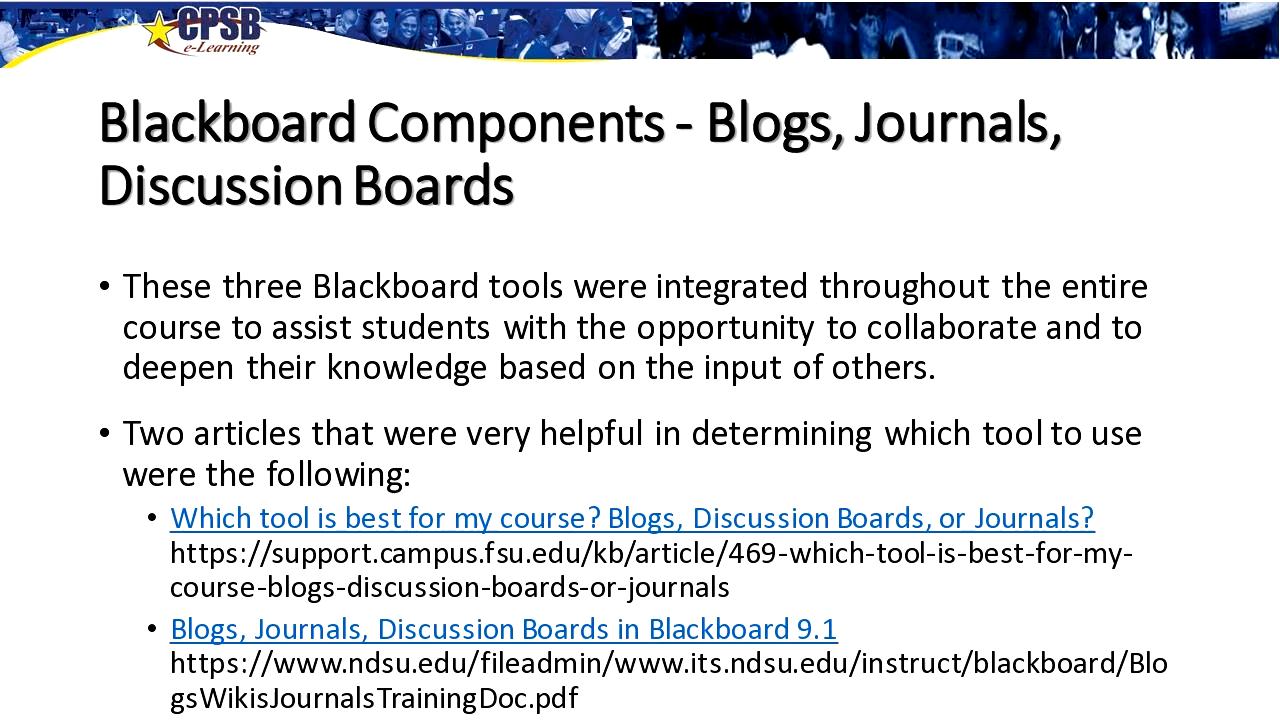 CPSB
e-Learning
Blackboard Components - Blogs, Journals,
Discussion Boards
• These three Blackboard tools were integrated throughout the entire
course to assist students with the opportunity to collaborate and to
deepen their knowledge based on the input of others.
• Two articles that were very helpful in determining which tool to use
were the following:
• Which tool is best for my course? Blogs, Discussion Boards, or Journals?
https://support.campus.fsu.edu/kb/article/469-which-tool-is-best-for-my-
course-blogs-discussion-boards-or-journals
• Blogs, Journals, Discussion Boards in Blackboard 9.1
https://www.ndsu.edu/fileadmin/www.its.ndsu.edu/instruct/blackboard/Blo
gsWikisJournalsTrainingDoc.pdf